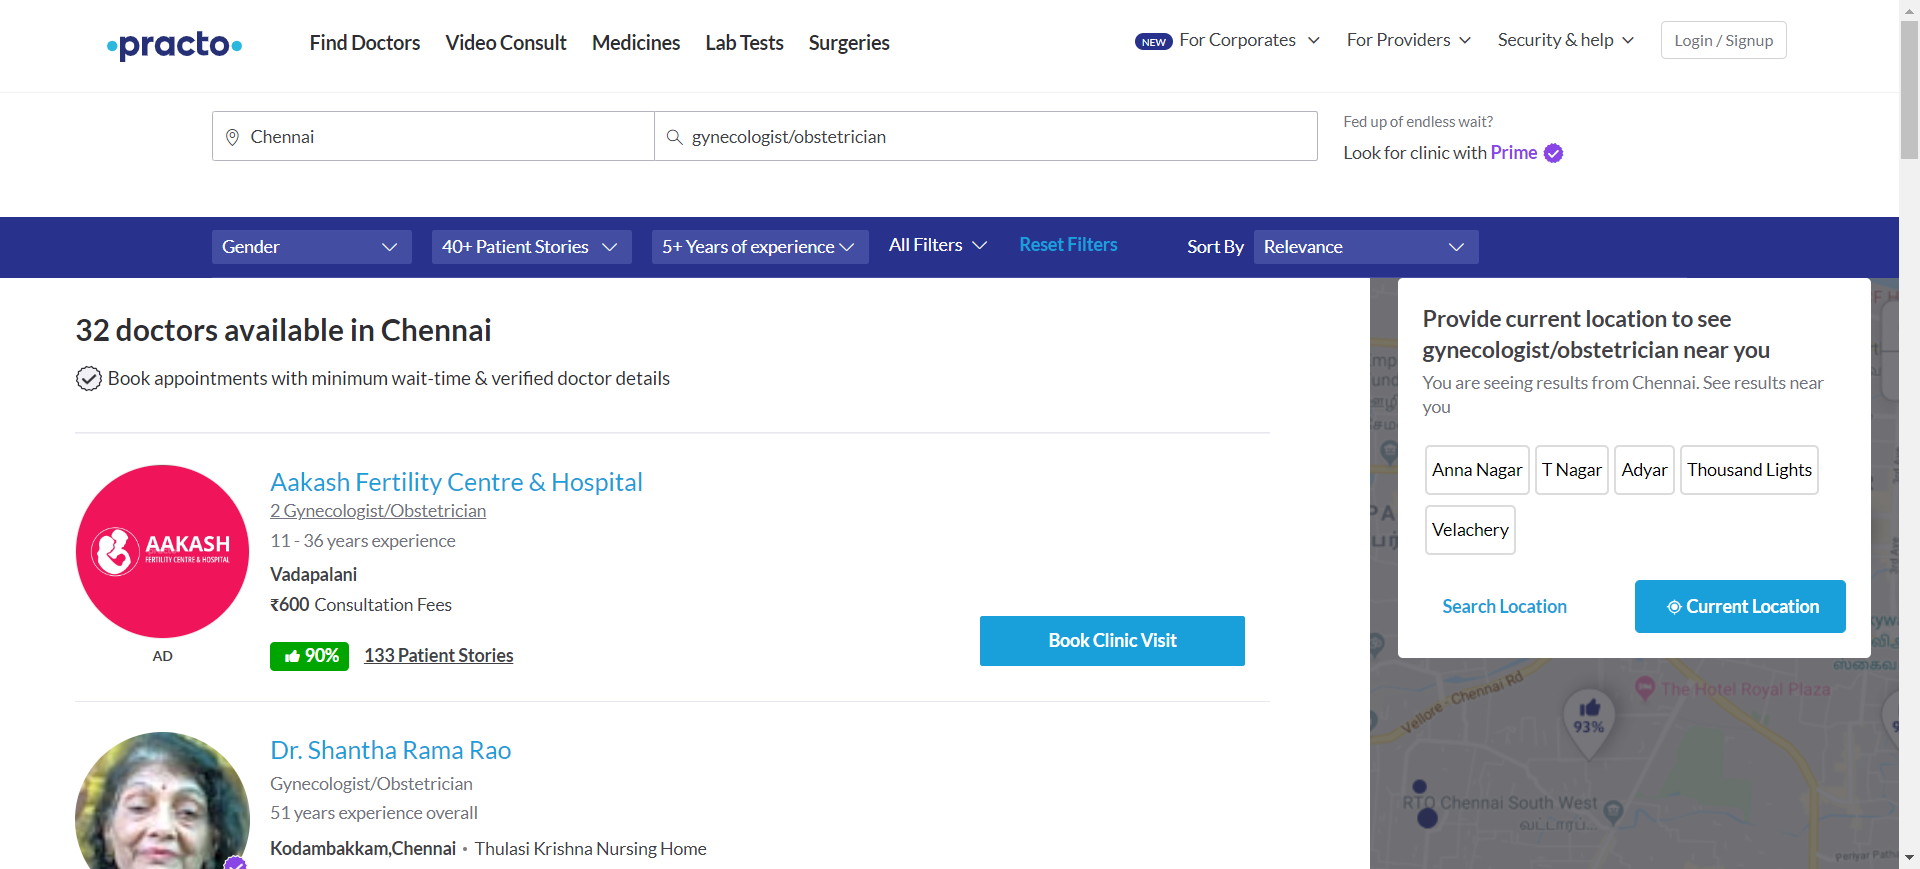 practo
Find Doctors
Video Consult
Medicines
Lab Tests
Surgeries
NEW For Corporates
For Providers
Security & help
Login / Signup
Chennai
gynecologist/obstetrician
Fed up of endless wait?
Look for clinic with Prime
Gender
40+ Patient Stories
5+ Years of experience
All Filters
Reset Filters
Sort By
Relevance
32 doctors available in Chennai
Book appointments with minimum wait-time & verified doctor details
AAKASH
FERTILITY CENTRE & HOSPITAL
AD
Aakash Fertility Centre & Hospital
2 Gynecologist/Obstetrician
11 - 36 years experience
Vadapalani
₹600 Consultation Fees
90%
133 Patient Stories
Book Clinic Visit
Dr. Shantha Rama Rao
Gynecologist/Obstetrician
51 years experience overall
Kodambakkam,Chennai • Thulasi Krishna Nursing Home
Provide current location to see
gynecologist/obstetrician near you
You are seeing results from Chennai. See results near
you
Anna Nagar
T Nagar
Adyar
Thousand Lights
Velachery
Search Location
Current Location
Vellore - Chennai Rd
The Hotel Royal Plaza
93%
RTO Chennai South West
வட்டாரப்...